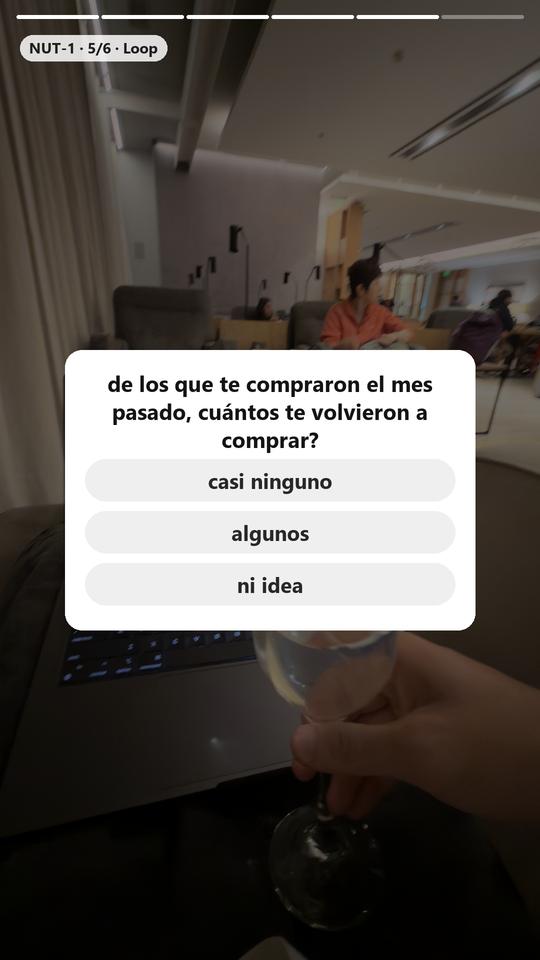 NUT-1 · 5/6 · Loop
de los que te compraron el mes
pasado, cuántos te volvieron a
comprar?
casi ninguno
algunos
ni idea